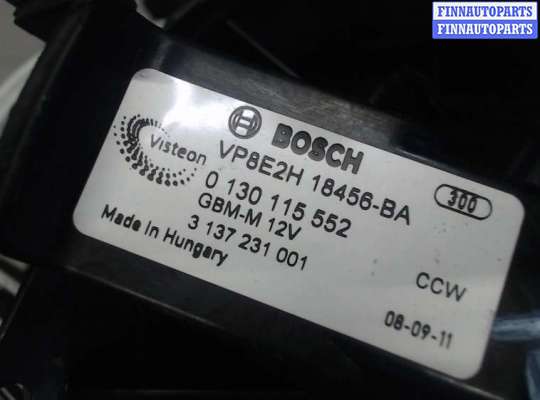 FINNAUTOPARTS
FINNAUTOPARTS
Visteon
BOSCH
VP8E2H 18456-BA
300
0 130 115 552
GBM-M 12V
3 137 231 001
Made in Hungary
CCW
08-09-11